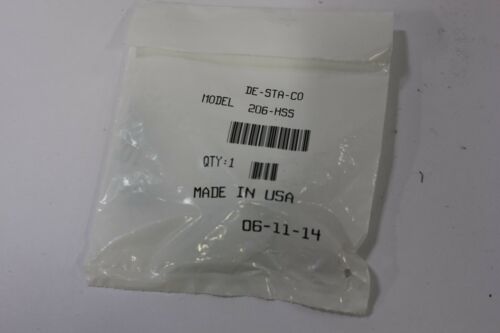 DE-STA-CO
MODEL 206-HSS
QTY:1
MADE IN USA
06-11-14